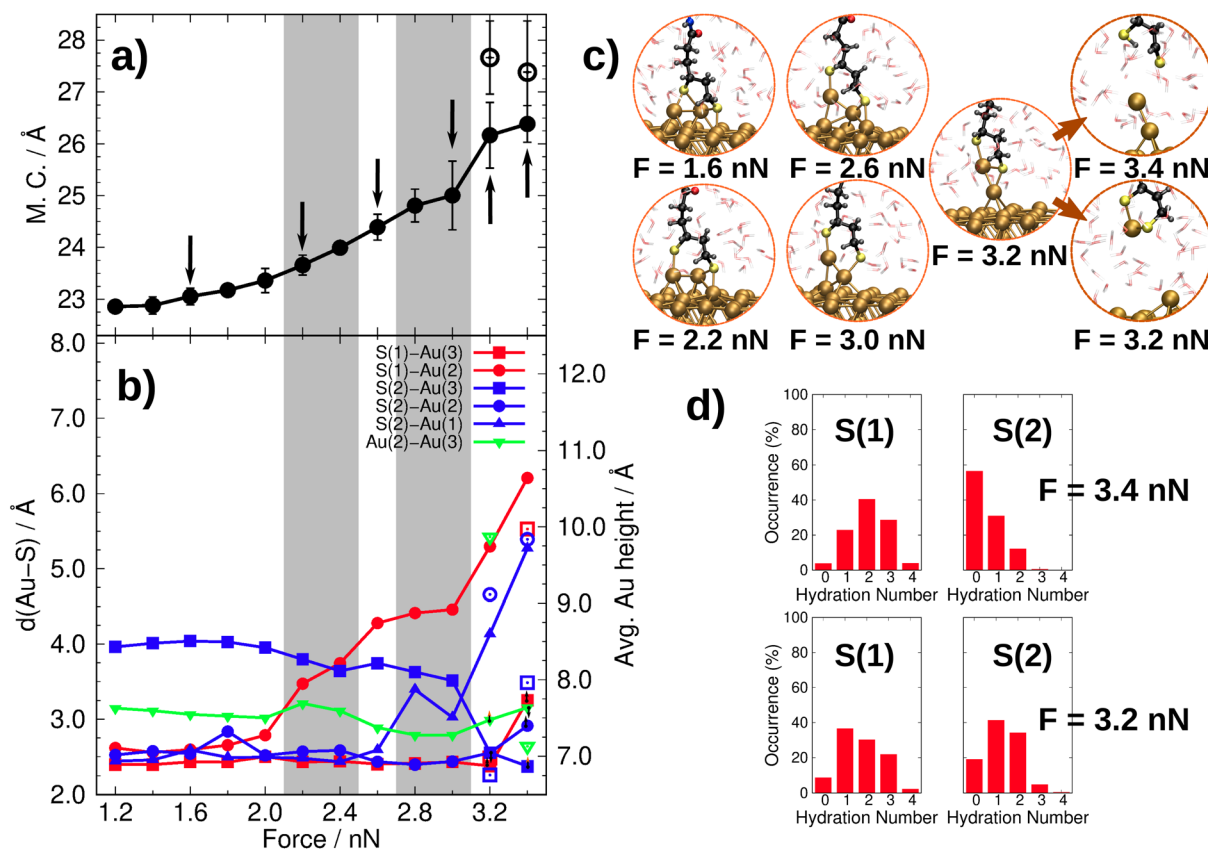 a)
M. C. / Å
28
27
26
25
24
23
b)
d(Au−S) / Å
8.0
7.0
6.0
5.0
4.0
3.0
2.0
S(1)−Au(3)
S(1)−Au(2)
S(2)−Au(3)
S(2)−Au(2)
S(2)−Au(1)
Au(2)−Au(3)
12.0
11.0
10.0
9.0
8.0
7.0
Avg. Au height / Å
1.2 1.6 2.0 2.4 2.8 3.2
Force / nN
c)
F = 1.6 nN
F = 2.6 nN
F = 3.4 nN
F = 3.2 nN
F = 2.2 nN
F = 3.0 nN
F = 3.2 nN
d)
Occurrence (%)
100
80
60
40
20
0
S(1)
0 1 2 3 4
Hydration Number
S(2)
0 1 2 3 4
Hydration Number
F = 3.4 nN
Occurrence (%)
100
80
60
40
20
0
S(1)
0 1 2 3 4
Hydration Number
S(2)
0 1 2 3 4
Hydration Number
F = 3.2 nN